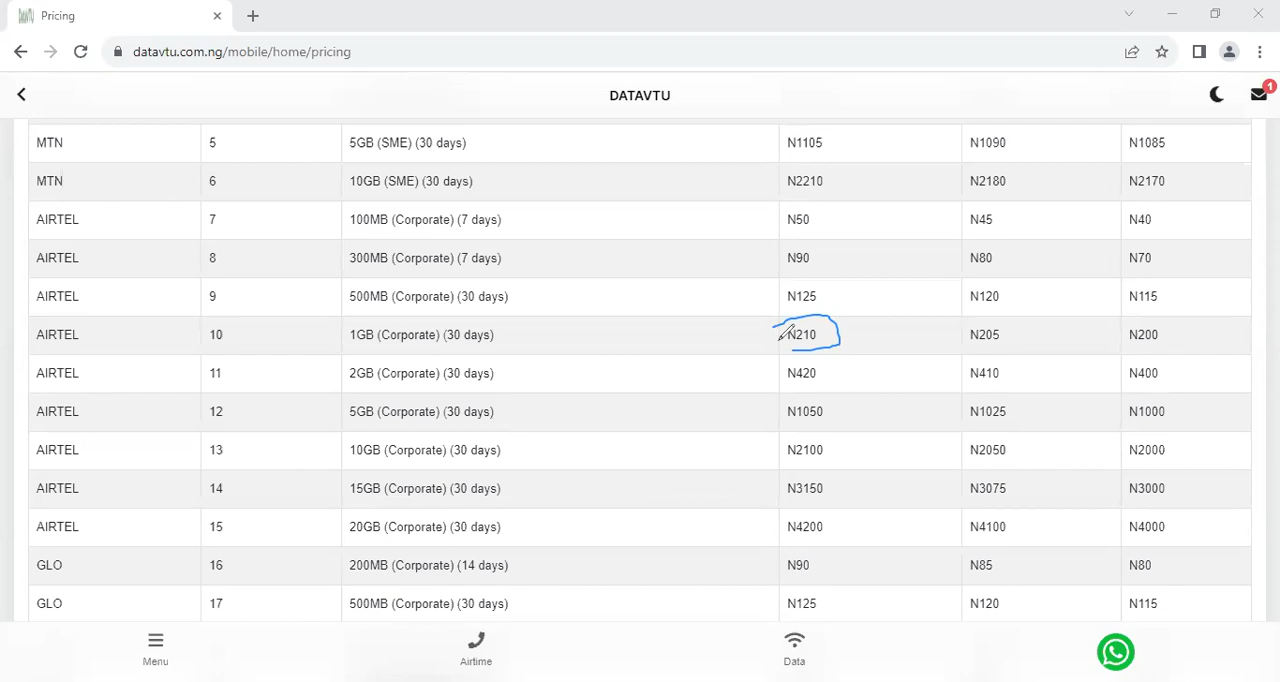 Pricing
datavtu.com.ng/mobile/home/pricing
DATAVTU
1
MTN 5 5GB (SME) (30 days) N1105 N1090 N1085
MTN 6 10GB (SME) (30 days) N2210 N2180 N2170
AIRTEL 7 100MB (Corporate) (7 days) N50 N45 N40
AIRTEL 8 300MB (Corporate) (7 days) N90 N80 N70
AIRTEL 9 500MB (Corporate) (30 days) N125 N120 N115
AIRTEL 10 1GB (Corporate) (30 days) N210 N205 N200
AIRTEL 11 2GB (Corporate) (30 days) N420 N410 N400
AIRTEL 12 5GB (Corporate) (30 days) N1050 N1025 N1000
AIRTEL 13 10GB (Corporate) (30 days) N2100 N2050 N2000
AIRTEL 14 15GB (Corporate) (30 days) N3150 N3075 N3000
AIRTEL 15 20GB (Corporate) (30 days) N4200 N4100 N4000
GLO 16 200MB (Corporate) (14 days) N90 N85 N80
GLO 17 500MB (Corporate) (30 days) N125 N120 N115
Menu Airtime Data